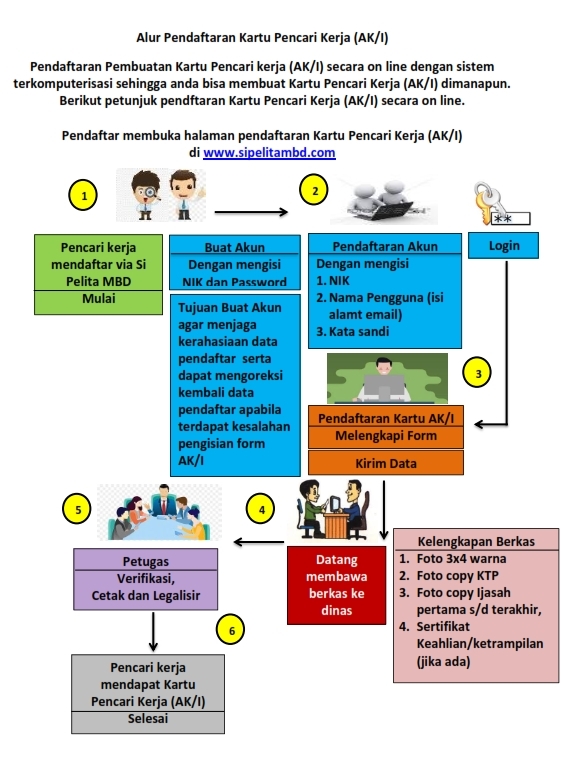 Alur Pendaftaran Kartu Pencari Kerja (AK/I)
Pendaftaran Pembuatan Kartu Pencari kerja (AK/I) secara on line dengan sistem
terkomputerisasi sehingga anda bisa membuat Kartu Pencari Kerja (AK/I) dimanapun.
Berikut petunjuk pendftaran Kartu Pencari Kerja (AK/I) secara on line.
Pendaftar membuka halaman pendaftaran Kartu Pencari Kerja (AK/I)
di www.sipelitambd.com
1
2
**
Pencari kerja
mendaftar via Si
Pelita MBD
Mulai
Buat Akun
Dengan mengisi
NIK dan Password
Tujuan Buat Akun
agar menjaga
kerahasiaan data
pendaftar serta
dapat mengoreksi
kembali data
pendaftar apabila
terdapat kesalahan
pengisian form
AK/I
Pendaftaran Akun
Dengan mengisi
1. NIK
2. Nama Pengguna (isi
alamt email)
3. Kata sandi
Login
3
Pendaftaran Kartu AK/I
Melengkapi Form
Kirim Data
4
Datang
membawa
berkas ke
dinas
Kelengkapan Berkas
1. Foto 3x4 warna
2. Foto copy KTP
3. Foto copy Ijasah
pertama s/d terakhir,
4. Sertifikat
Keahlian/ketrampilan
(jika ada)
5
Petugas
Verifikasi,
Cetak dan Legalisir
6
Pencari kerja
mendapat Kartu
Pencari Kerja (AK/I)
Selesai